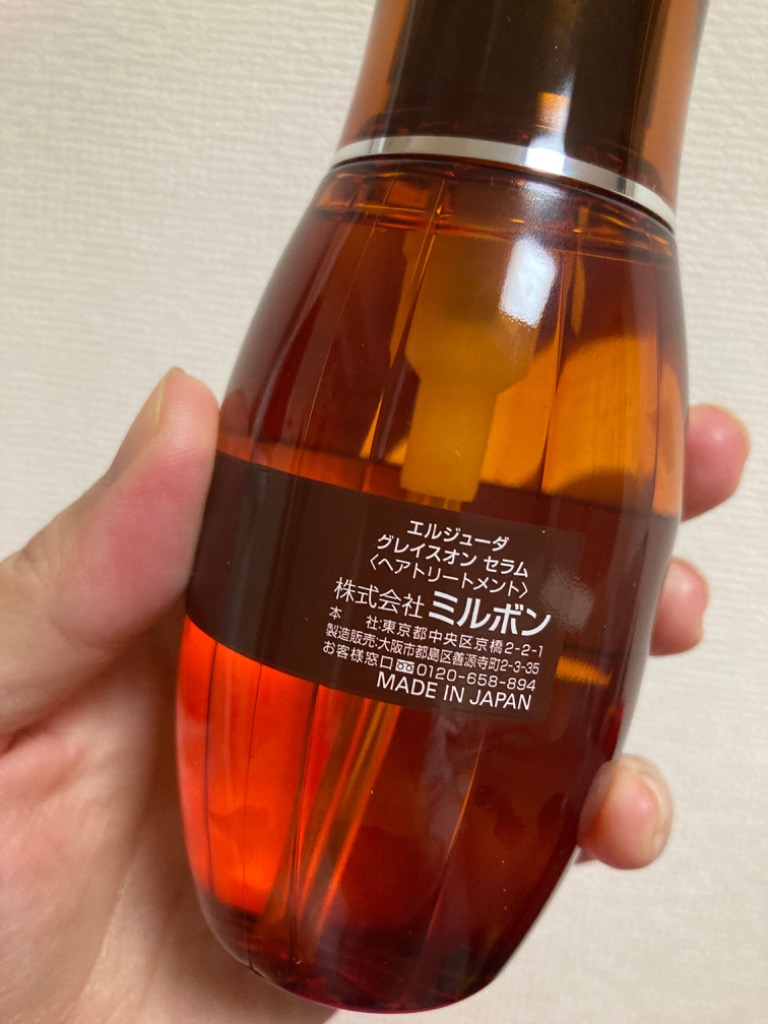 エルジューダ
グレイスオン セラム
〈ヘアトリートメント〉
株式会社 ミルボン
本 社:東京都中央区京橋2-2-1
製造販売:大阪市都島区善源寺町2-3-35
お客様窓口 0120-658-894
MADE IN JAPAN